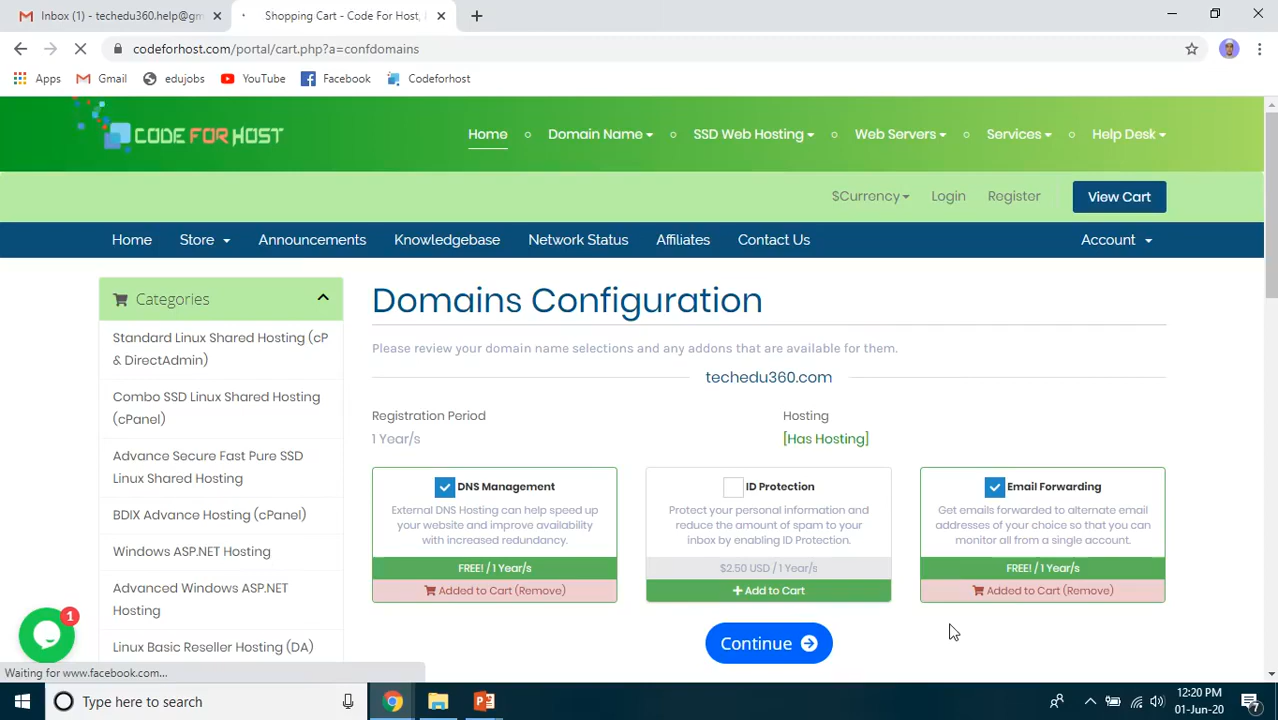 Inbox (1) - techedu360.help@gm
Shopping Cart - Code For Host,
codeforhost.com/portal/cart.php?a=confdomains
Apps
Gmail
edujobs
YouTube
Facebook
Codeforhost
CODE FOR HOST
Home
Domain Name
SSD Web Hosting
Web Servers
Services
Help Desk
$Currency
Login
Register
View Cart
Home
Store
Announcements
Knowledgebase
Network Status
Affiliates
Contact Us
Account
Categories
Standard Linux Shared Hosting (cP
& DirectAdmin)
Combo SSD Linux Shared Hosting
(cPanel)
Advance Secure Fast Pure SSD
Linux Shared Hosting
BDIX Advance Hosting (cPanel)
Windows ASP.NET Hosting
Advanced Windows ASP.NET
Hosting
Linux Basic Reseller Hosting (DA)
Domains Configuration
Please review your domain name selections and any addons that are available for them.
techedu360.com
Registration Period
1 Year/s
Hosting
[Has Hosting]
DNS Management
External DNS Hosting can help speed up
your website and improve availability
with increased redundancy.
FREE! / 1 Year/s
Added to Cart (Remove)
ID Protection
Protect your personal information and
reduce the amount of spam to your
inbox by enabling ID Protection.
$2.50 USD / 1 Year/s
+ Add to Cart
Email Forwarding
Get emails forwarded to alternate email
addresses of your choice so that you can
monitor all from a single account.
FREE! / 1 Year/s
Added to Cart (Remove)
Continue
1
Waiting for www.facebook.com...
Type here to search
12:20 PM
01-Jun-20
7